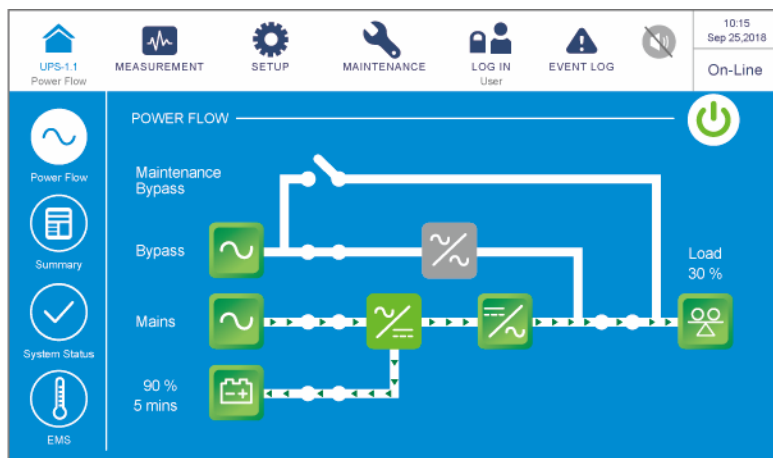 10:15
Sep 25,2018
UPS-1.1
MEASUREMENT
SETUP
MAINTENANCE
LOG IN
EVENT LOG
Power Flow
User
On-Line
POWER FLOW
Power Flow
Maintenance
Bypass
Bypass
Load
30 %
Summary
Mains
System Status
90 %
5 mins
EMS